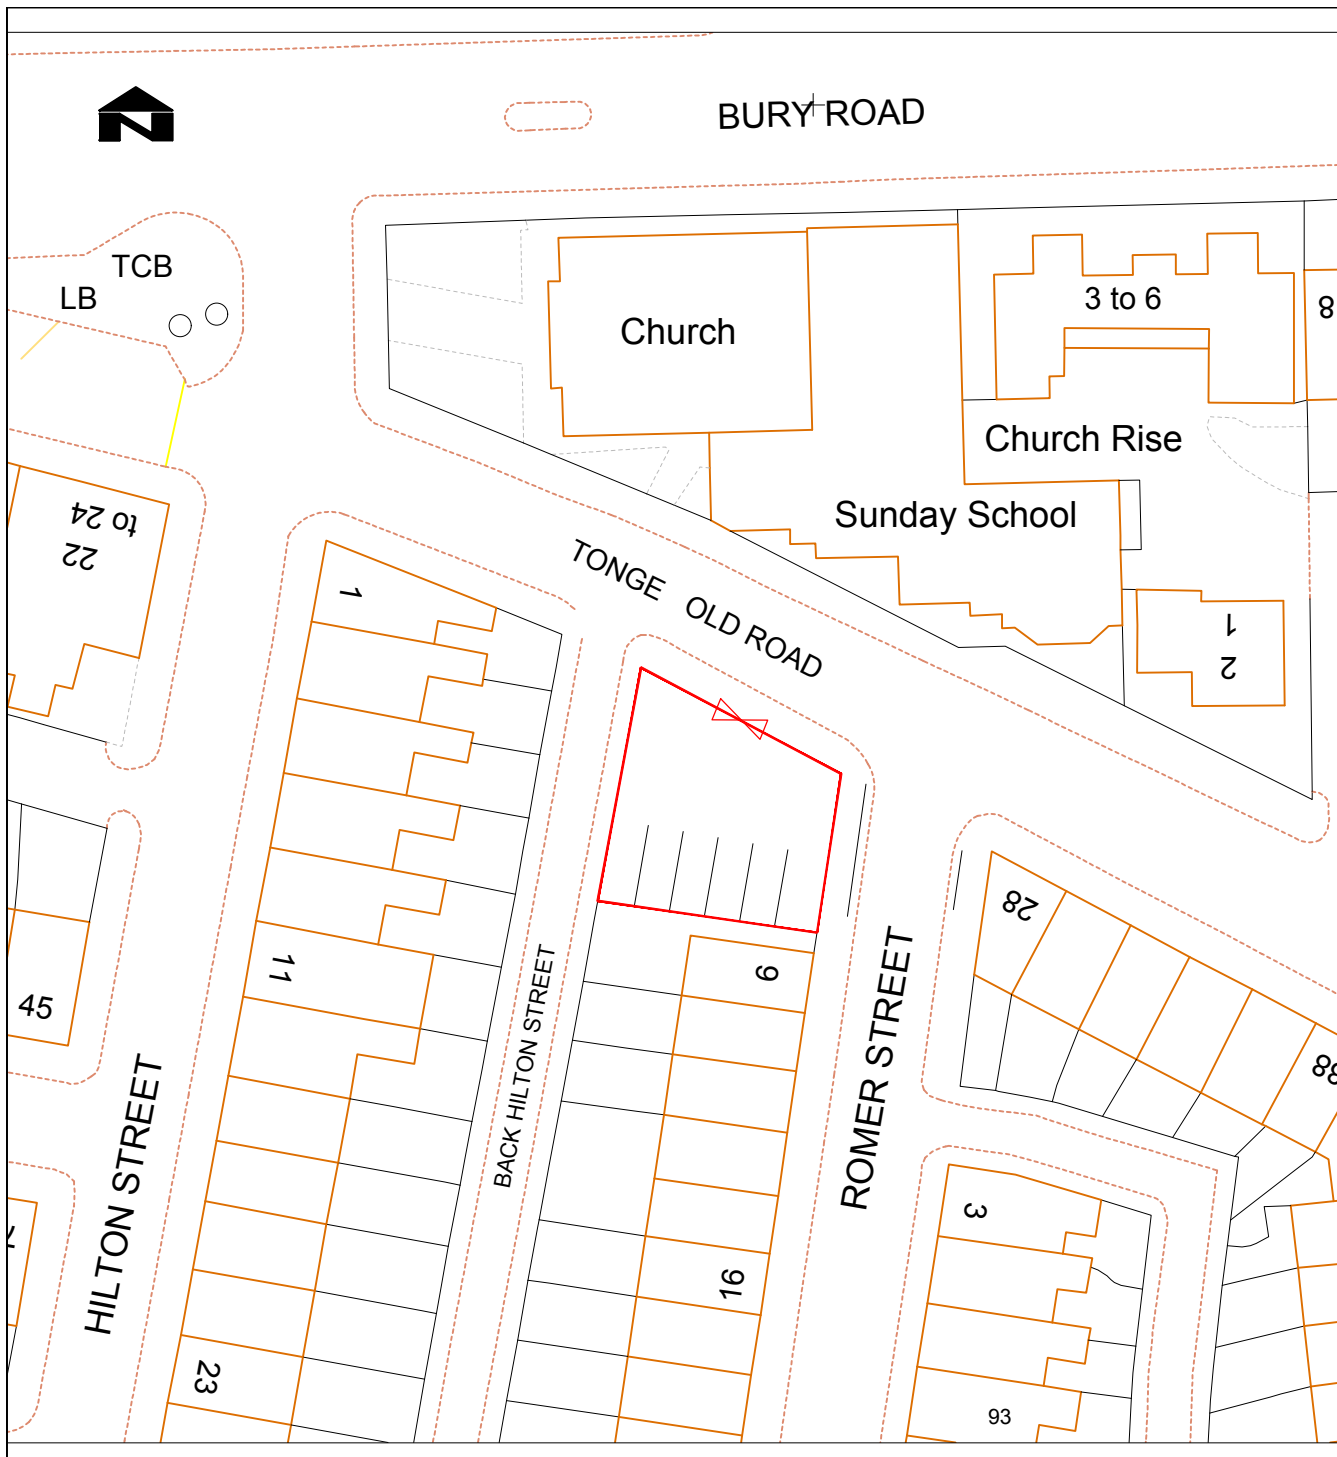 BURY ROAD
TCB
LB
Church
3 to 6
8
Church Rise
Sunday School
22
to 24
TONGE OLD ROAD
1
1
2
28
11
9
45
38
HILTON STREET
BACK HILTON STREET
ROMER STREET
3
16
23
93